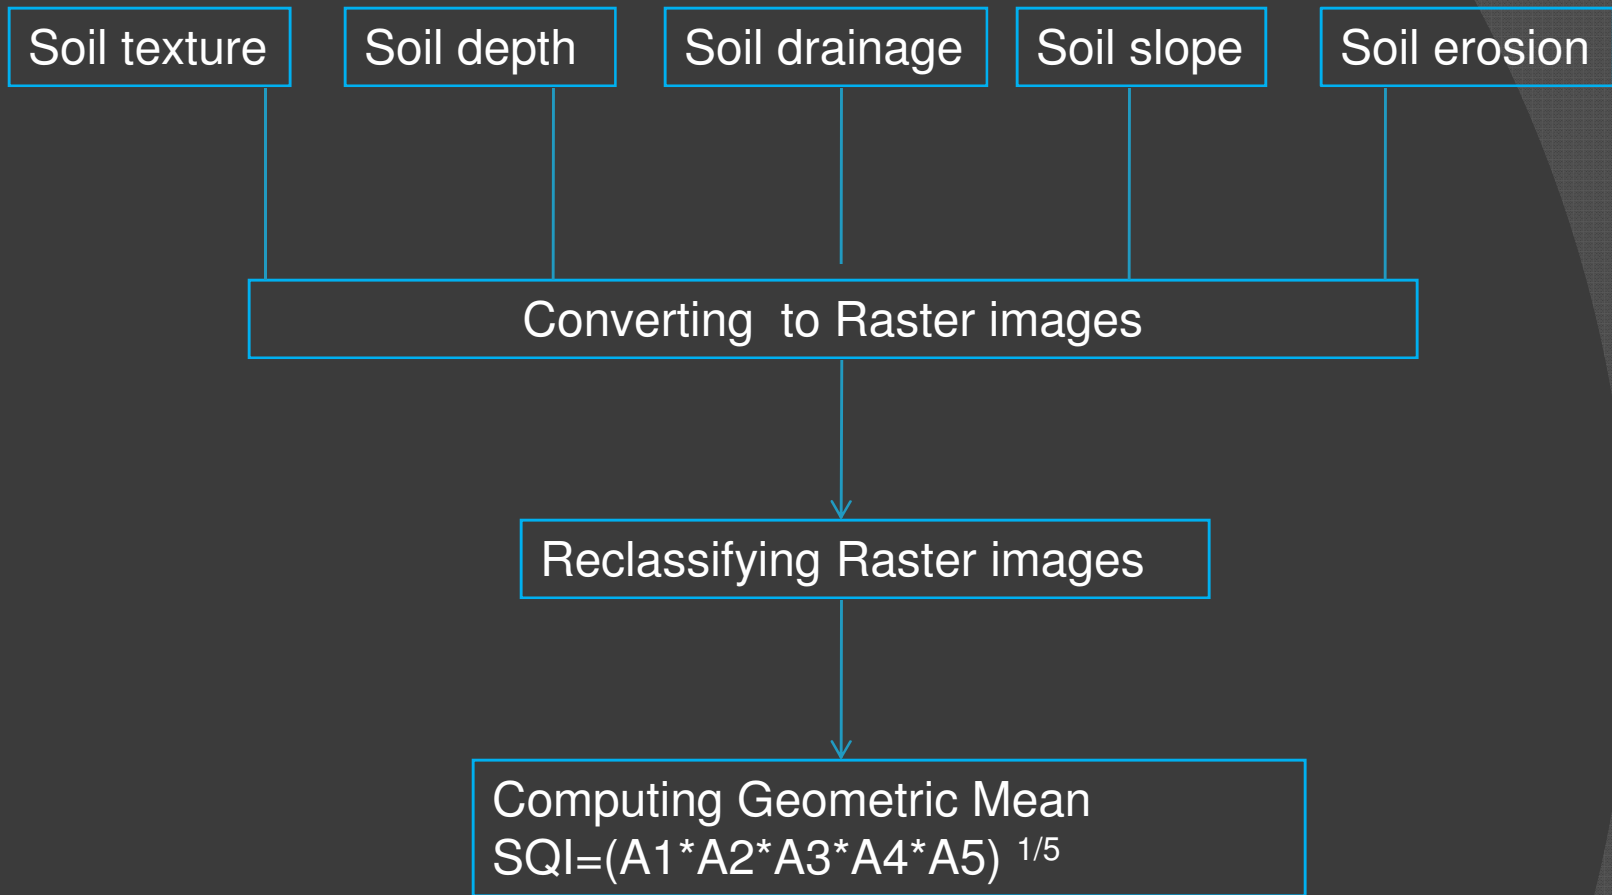 Soil texture
Soil depth
Soil drainage
Soil slope
Soil erosion
Converting  to Raster images
Reclassifying Raster images
Computing Geometric Mean
SQI=(A1*A2*A3*A4*A5) 1/5